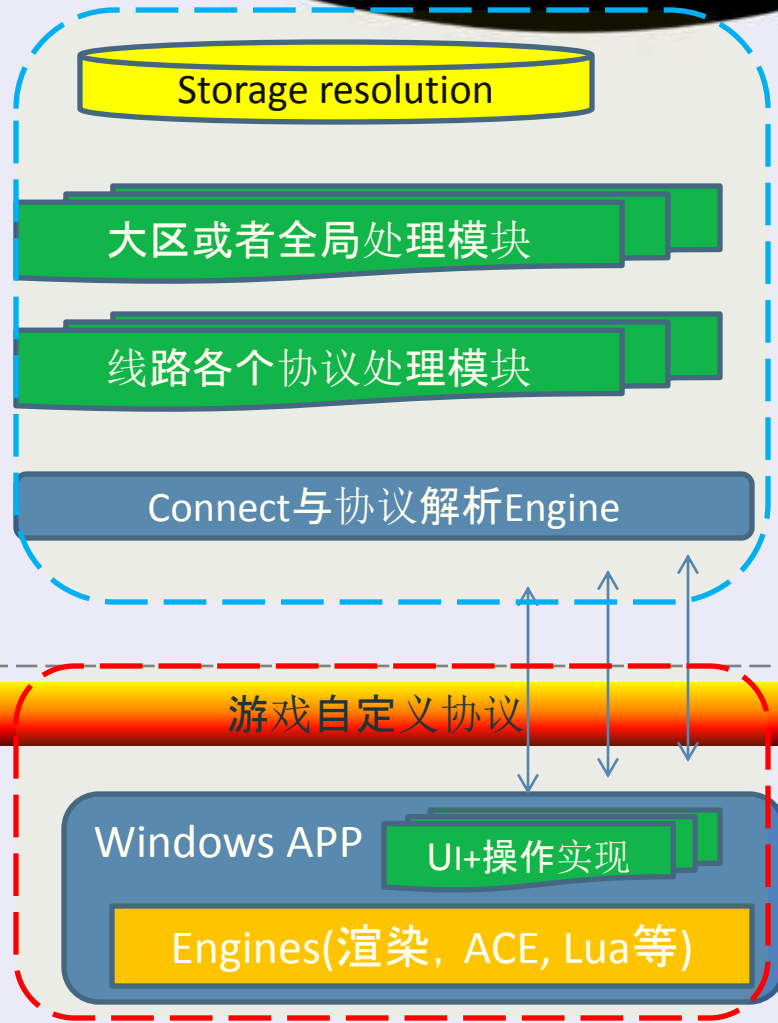 Storage resolution
大区或者全局处理模块
线路各个协议处理模块
Connect与协议解析Engine
游戏自定义协议
Windows APP
UI+操作实现
Engines(渲染，ACE, Lua等)